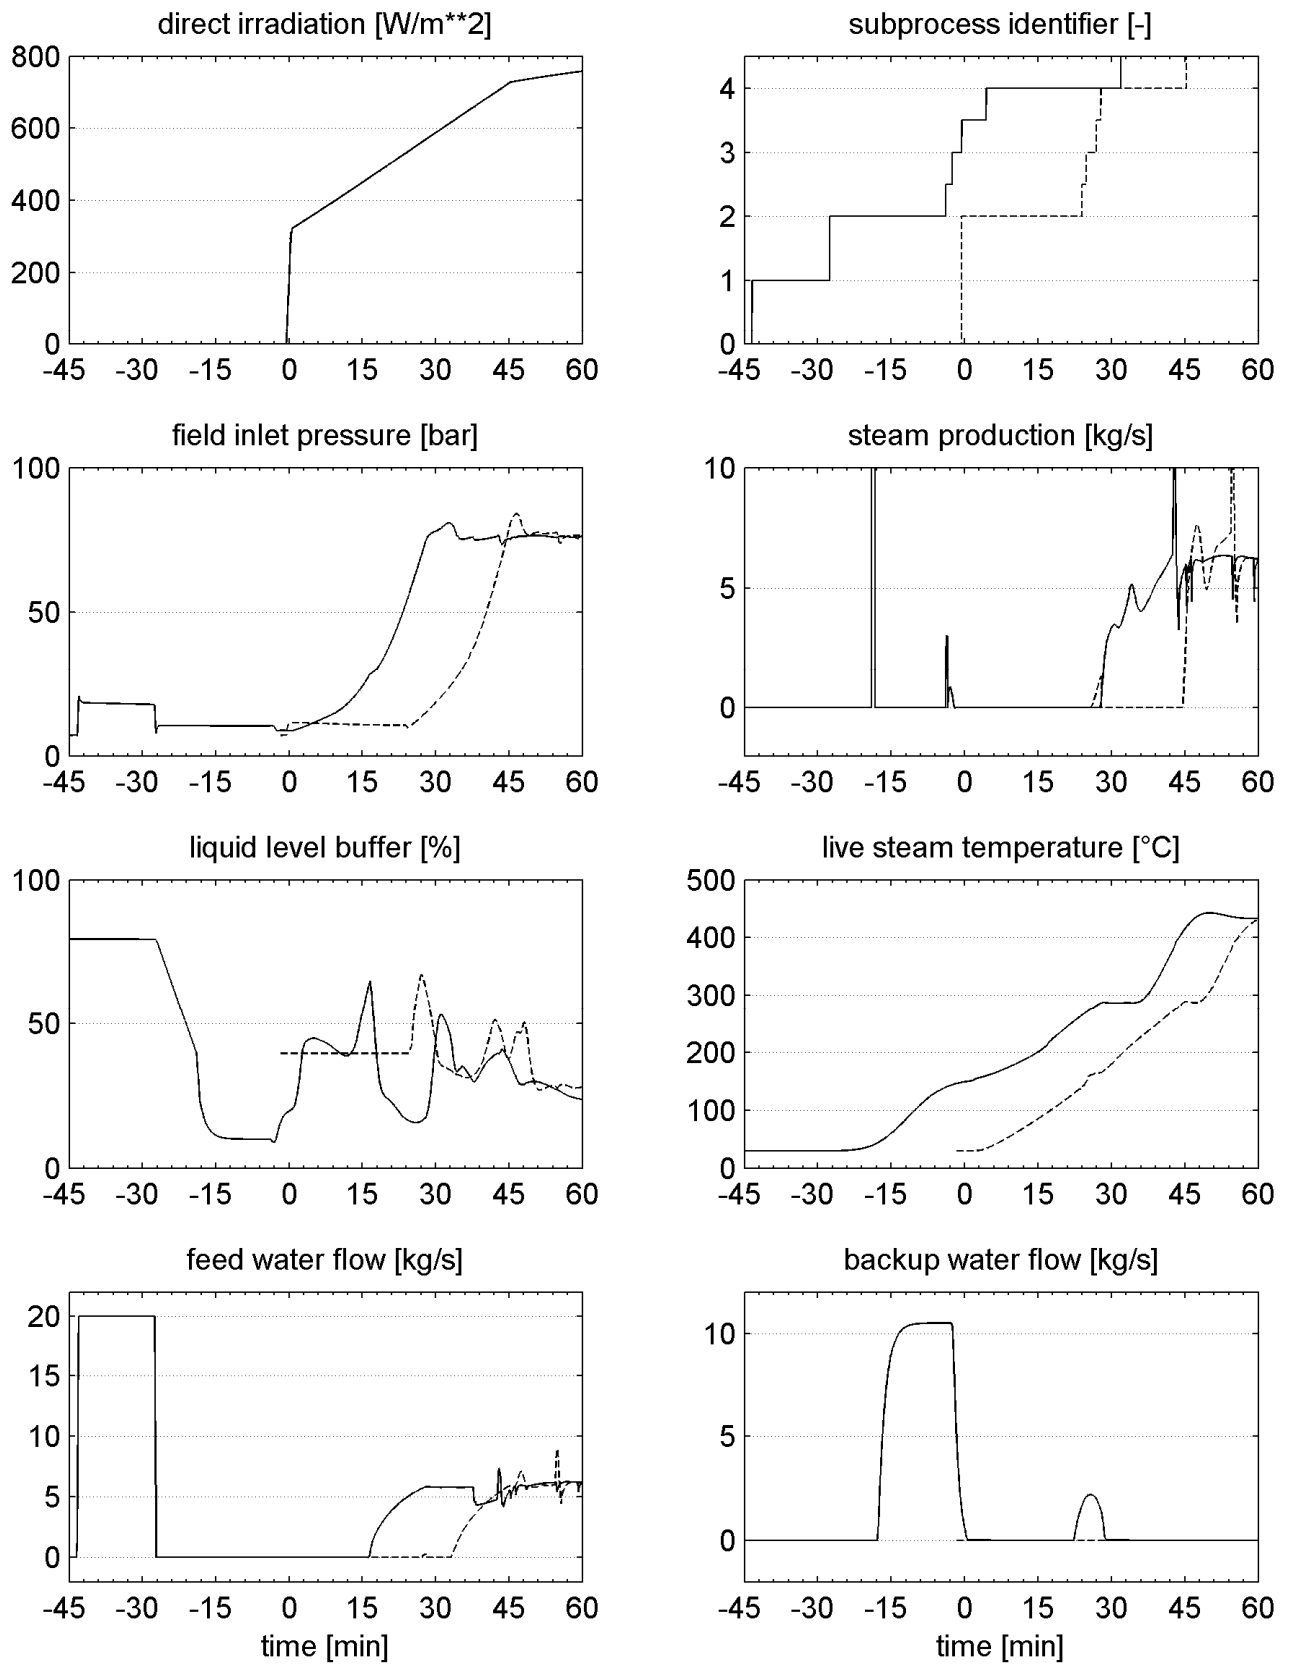 direct irradiation [W/m**2]
800
600
400
200
0
-45 -30 -15 0 15 30 45 60
subprocess identifier [-]
4
3
2
1
0
-45 -30 -15 0 15 30 45 60
field inlet pressure [bar]
100
50
0
-45 -30 -15 0 15 30 45 60
steam production [kg/s]
10
5
0
-45 -30 -15 0 15 30 45 60
liquid level buffer [%]
100
50
0
-45 -30 -15 0 15 30 45 60
live steam temperature [°C]
500
400
300
200
100
0
-45 -30 -15 0 15 30 45 60
feed water flow [kg/s]
20
15
10
5
0
-45 -30 -15 0 15 30 45 60
time [min]
backup water flow [kg/s]
10
5
0
-45 -30 -15 0 15 30 45 60
time [min]